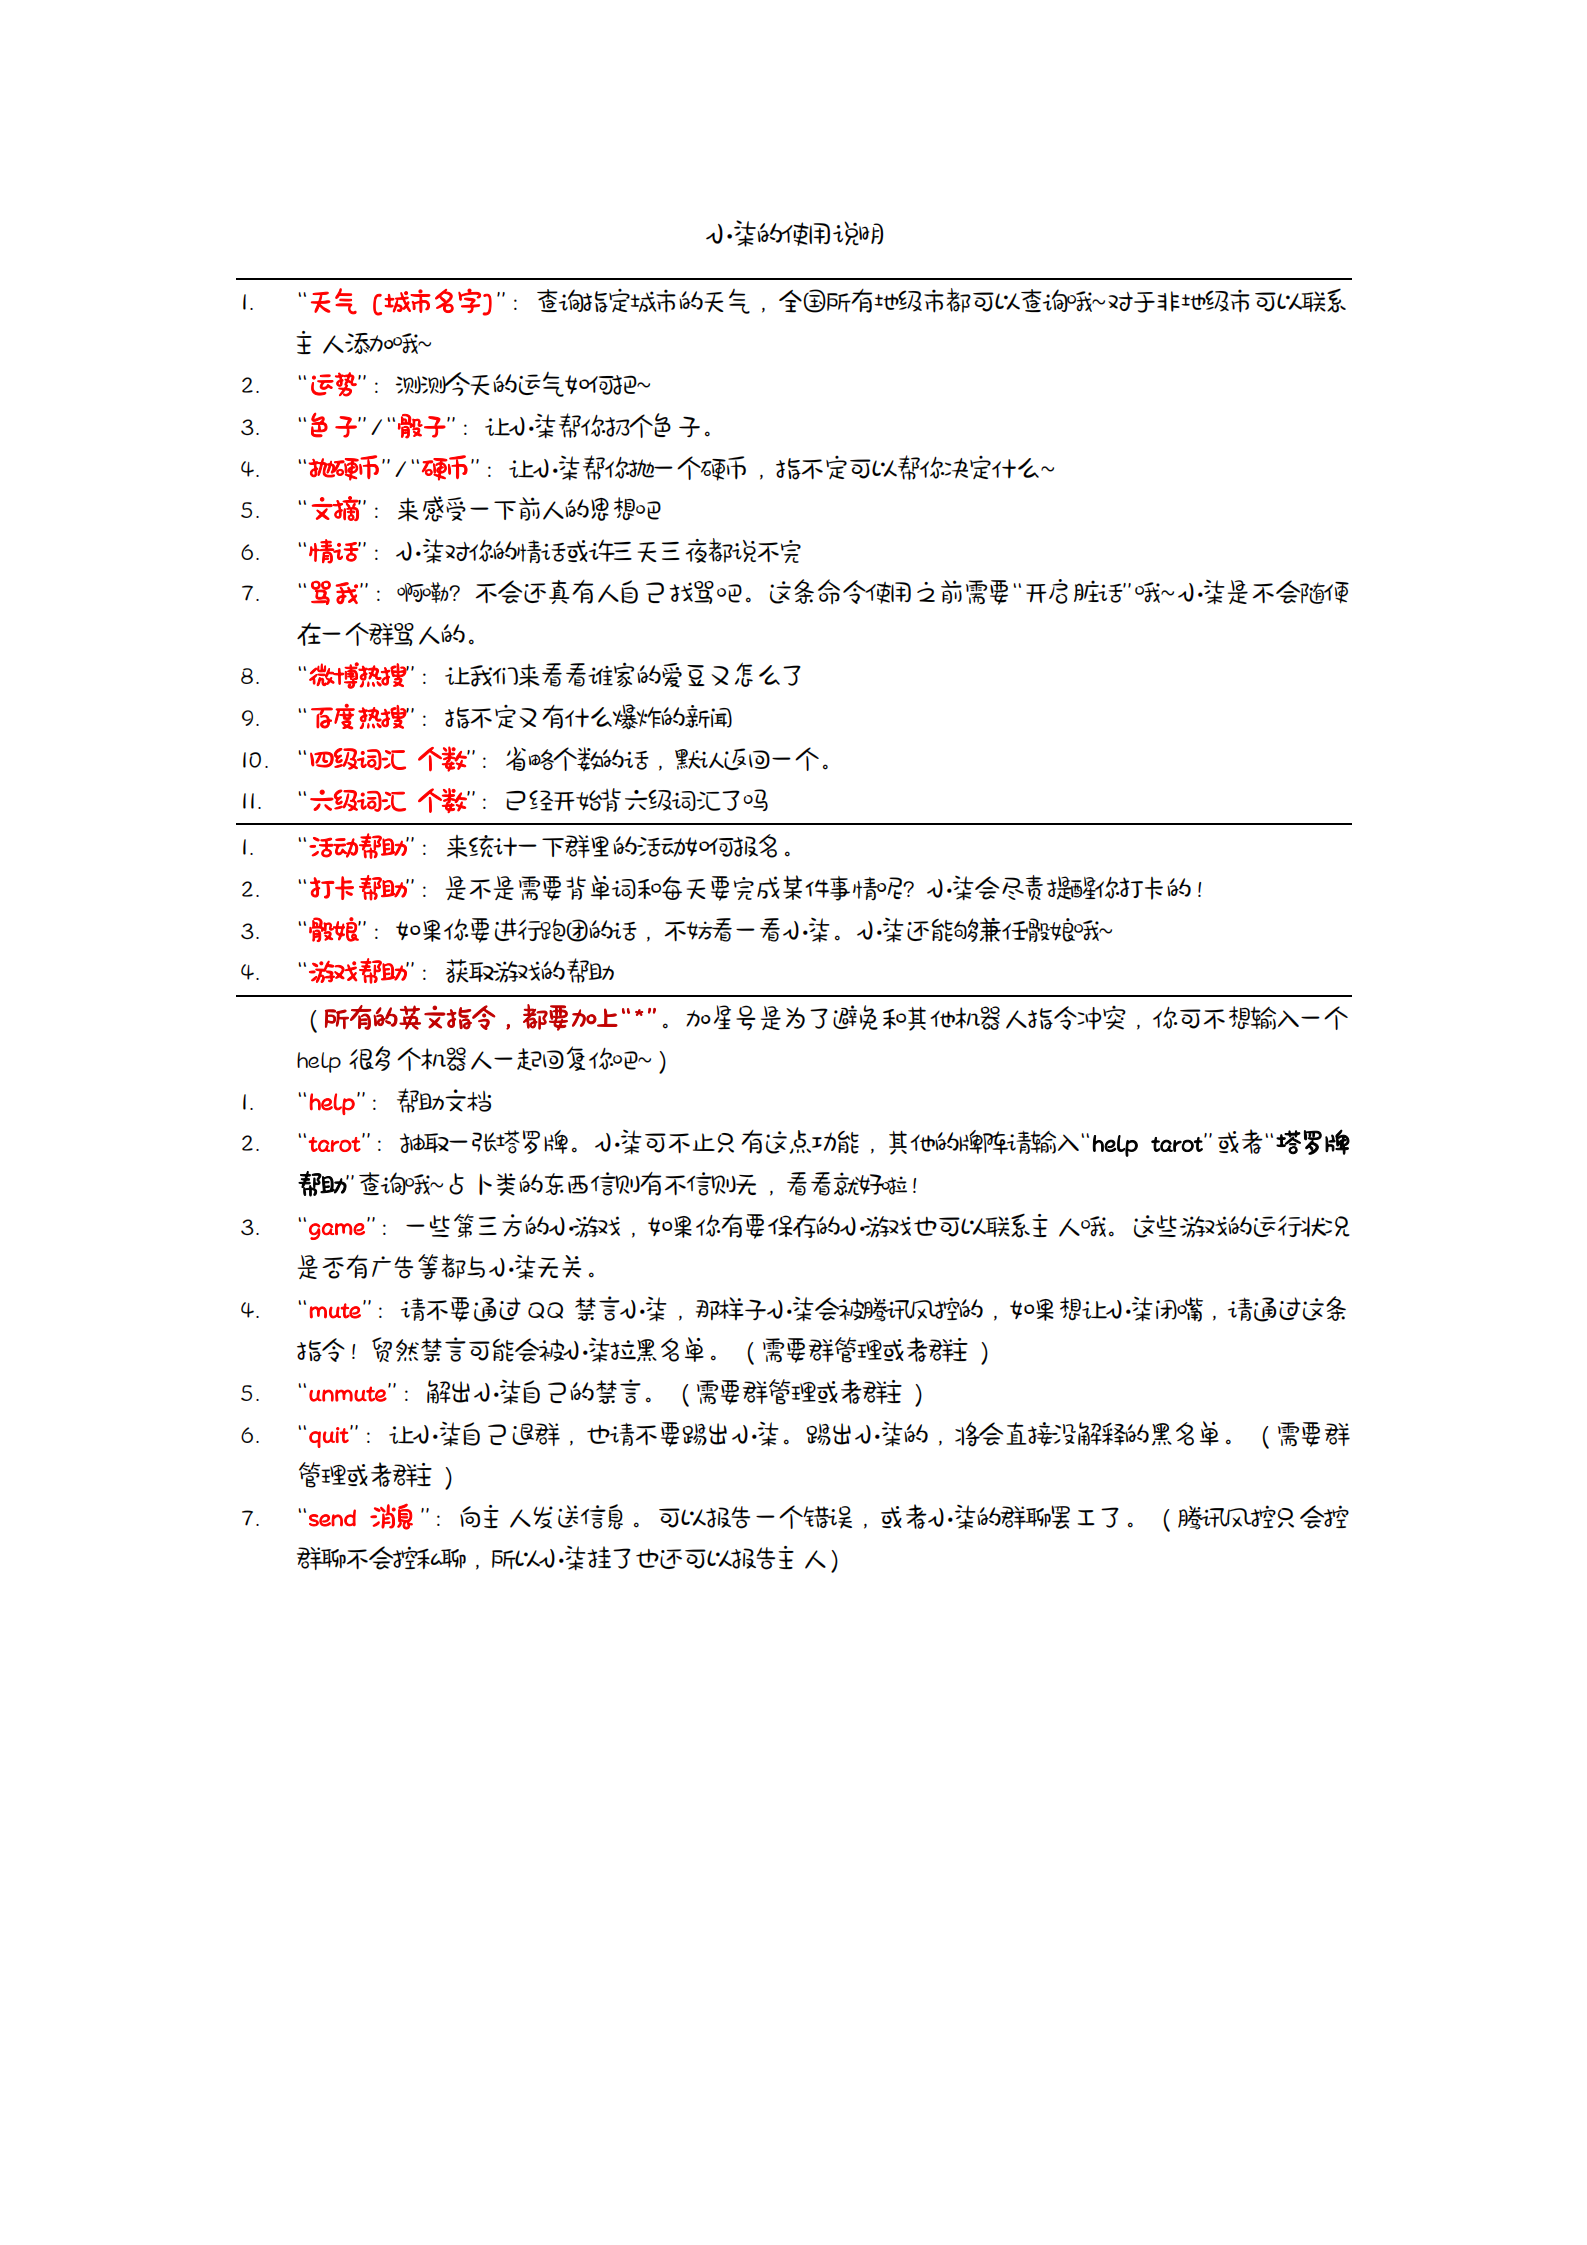 小柒的使用说明
1. “天气 [城市名字]”: 查询指定城市的天气，全国所有地级市都可以查询哦~对于非地级市可以联系
主人添加哦~
2. “运势”: 测测今天的运气如何把~
3. “色子”/“骰子”: 让小柒帮你扔个色子。
4. “抛硬币”/“硬币”: 让小柒帮你抛一个硬币，指不定可以帮你决定什么~
5. “文摘”: 来感受一下前人的思想吧
6. “情话”: 小柒对你的情话或许三天三夜都说不完
7. “骂我”: 啊嘞? 不会还真有人自己找骂吧。这条命令使用之前需要“开启脏话”哦~小柒是不会随便
在一个群骂人的。
8. “微博热搜”: 让我们来看看谁家的爱豆又怎么了
9. “百度热搜”: 指不定又有什么爆炸的新闻
10. “四级词汇 个数”: 省略个数的话，默认返回一个。
11. “六级词汇 个数”: 已经开始背六级词汇了吗
1. “活动帮助”: 来统计一下群里的活动如何报名。
2. “打卡帮助”: 是不是需要背单词和每天要完成某件事情呢? 小柒会尽责提醒你打卡的!
3. “骰娘”: 如果你要进行跑团的话，不妨看一看小柒。小柒还能够兼任骰娘哦~
4. “游戏帮助”: 获取游戏的帮助
(所有的英文指令，都要加上“*”。加星号是为了避免和其他机器人指令冲突，你可不想输入一个
help 很多个机器人一起回复你吧~)
1. “help”: 帮助文档
2. “tarot”: 抽取一张塔罗牌。小柒可不止只有这点功能，其他的牌阵请输入“help tarot”或者“塔罗牌
帮助”查询哦~占卜类的东西信则有不信则无，看看就好啦!
3. “game”: 一些第三方的小游戏，如果你有要保存的小游戏也可以联系主人哦。这些游戏的运行状况
是否有广告等都与小柒无关。
4. “mute”: 请不要通过 QQ 禁言小柒，那样子小柒会被腾讯风控的，如果想让小柒闭嘴，请通过这条
指令! 贸然禁言可能会被小柒拉黑名单。(需要群管理或者群主)
5. “unmute”: 解出小柒自己的禁言。(需要群管理或者群主)
6. “quit”: 让小柒自己退群，也请不要踢出小柒。踢出小柒的，将会直接没解释的黑名单。(需要群
管理或者群主)
7. “send 消息”: 向主人发送信息。可以报告一个错误，或者小柒的群聊罢工了。(腾讯风控只会控
群聊不会控私聊，所以小柒挂了也还可以报告主人)